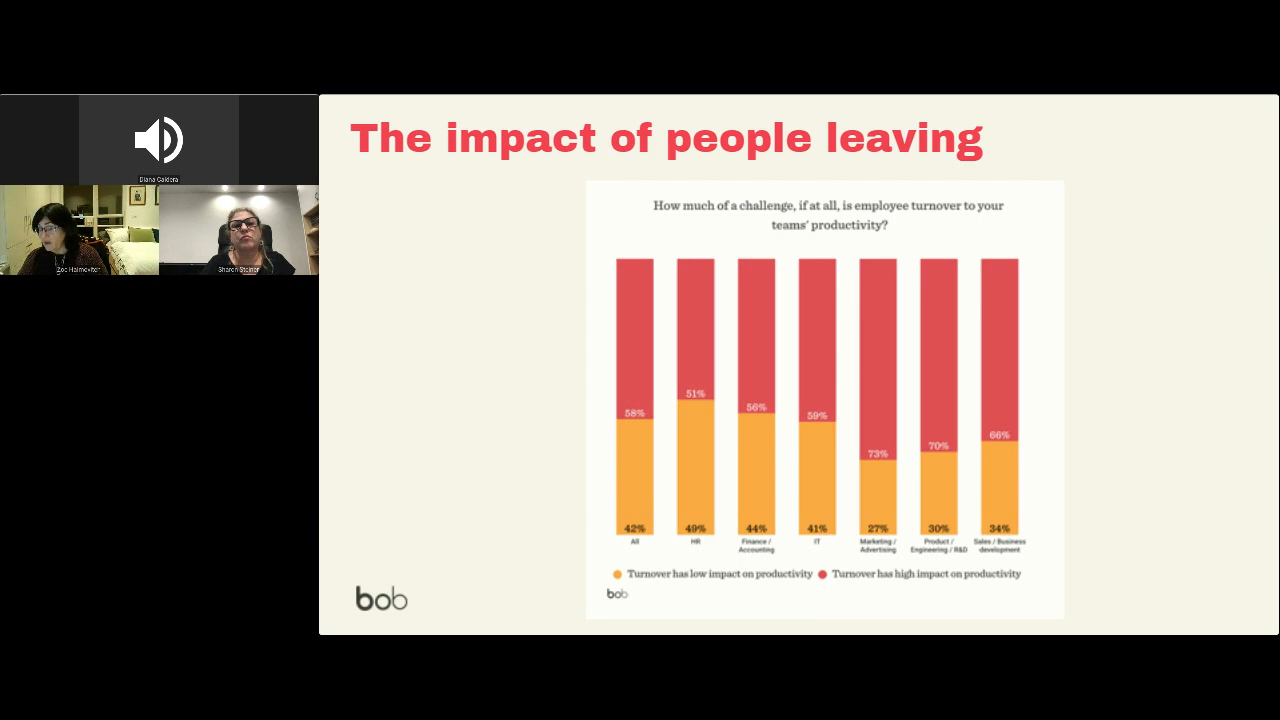 Diana Caldera
Zoe Haimovitch
Sharon Steiner
The impact of people leaving
How much of a challenge, if at all, is employee turnover to your
teams' productivity?
58%
51%
56%
59%
73%
70%
66%
42%
49%
44%
41%
27%
30%
34%
All
HR
Finance /
Accounting
IT
Marketing /
Advertising
Product /
Engineering / R&D
Sales / Business
development
Turnover has low impact on productivity
Turnover has high impact on productivity
bob
bob